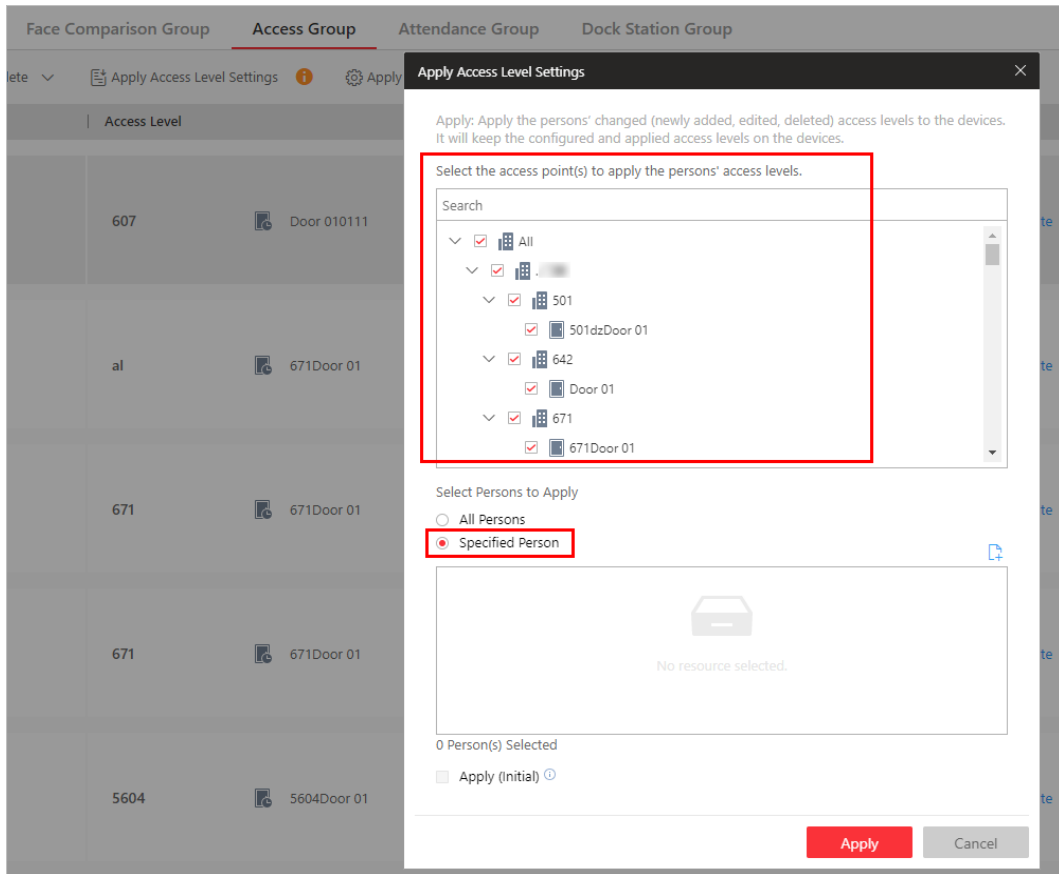 Face Comparison Group Access Group Attendance Group Dock Station Group
lete Apply Access Level Settings Apply
Access Level
607 Door 010111 te
al 671Door 01 te
671 671Door 01 te
671 671Door 01 te
5604 5604Door 01 te
Apply Access Level Settings
Apply: Apply the persons' changed (newly added, edited, deleted) access levels to the devices.
It will keep the configured and applied access levels on the devices.
Select the access point(s) to apply the persons' access levels.
Search
All
501
501dzDoor 01
642
Door 01
671
671Door 01
Select Persons to Apply
All Persons
Specified Person
No resource selected.
0 Person(s) Selected
Apply (Initial)
Apply Cancel